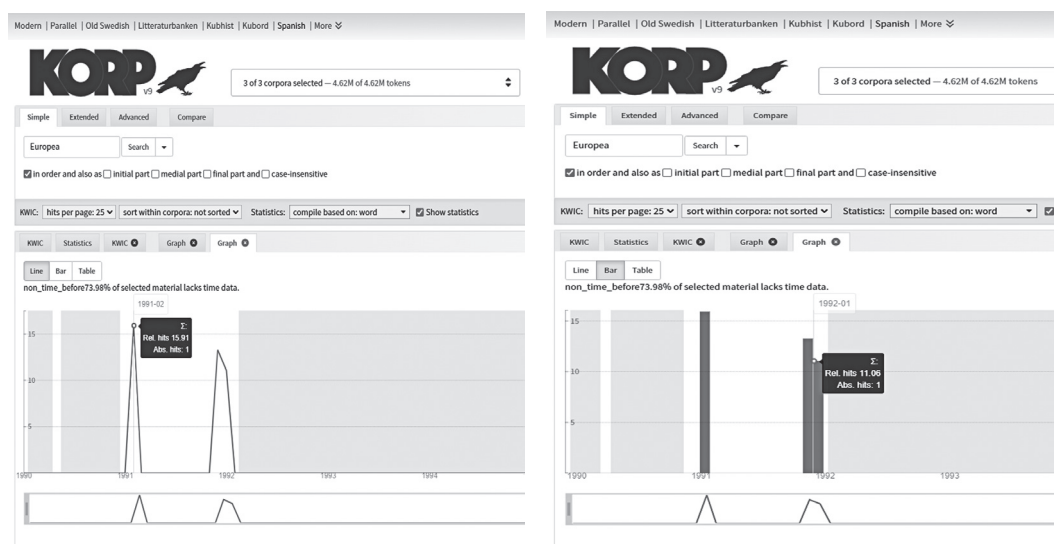 Modern | Parallel | Old Swedish | Litteraturbanken | Kubhist | Kubord | Spanish | More
KORP v9
3 of 3 corpora selected — 4.62M of 4.62M tokens
Simple Extended Advanced Compare
Europea Search
in order and also as initial part medial part final part and case-insensitive
KWIC: hits per page: 25 sort within corpora: not sorted Statistics: compile based on: word Show statistics
KWIC Statistics KWIC Graph Graph
Line Bar Table
non_time_before73.98% of selected material lacks time data.
1991-02
Σ:
Rel. hits 15.91
Abs. hits: 1
15
10
5
1990 1991 1992 1993 1994
Modern | Parallel | Old Swedish | Litteraturbanken | Kubhist | Kubord | Spanish | More
KORP v9
3 of 3 corpora selected — 4.62M of 4.62M tokens
Simple Extended Advanced Compare
Europea Search
in order and also as initial part medial part final part and case-insensitive
KWIC: hits per page: 25 sort within corpora: not sorted Statistics: compile based on: word
KWIC Statistics KWIC Graph Graph
Line Bar Table
non_time_before73.98% of selected material lacks time data.
1992-01
15
Σ:
Rel. hits 11.06
Abs. hits: 1
10
5
1990 1991 1992 1993